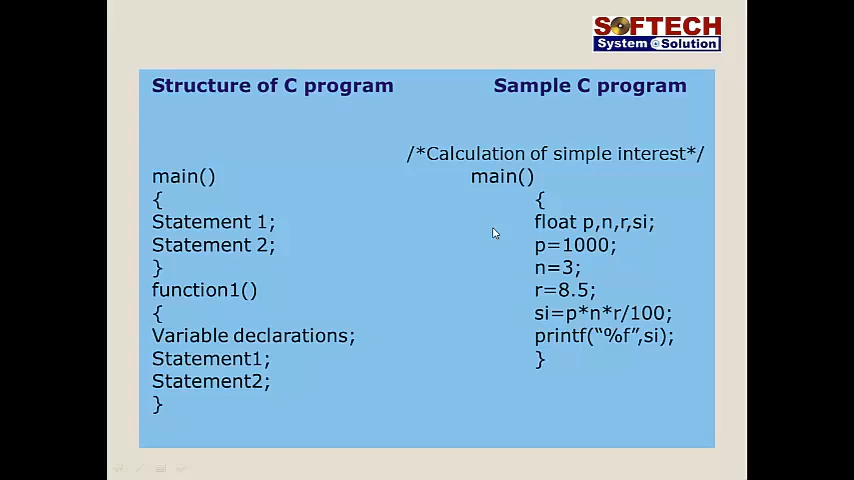 SOFTECH
System e Solution
Structure of C program
main()
{
Statement 1;
Statement 2;
}
function1()
{
Variable declarations;
Statement1;
Statement2;
}
Sample C program
/*Calculation of simple interest*/
main()
{
float p,n,r,si;
p=1000;
n=3;
r=8.5;
si=p*n*r/100;
printf(“%f”,si);
}